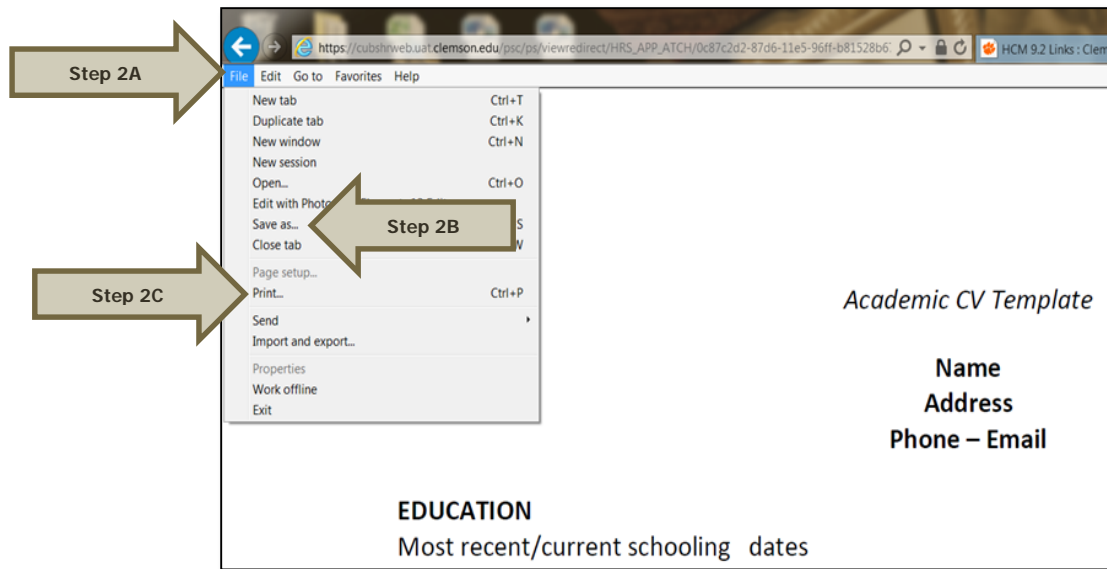 https://cubshrweb.uat.clemson.edu/psc/ps/viewredirect/HRS_APP_ATCH/0c87c2d2-87d6-11e5-96ff-b81528b6 HCM 9.2 Links : Clem
Step 2A
File Edit Go to Favorites Help
New tab Ctrl+T
Duplicate tab Ctrl+K
New window Ctrl+N
New session
Open... Ctrl+O
Edit with
Save as... Step 2B S
Close tab
Page setup...
Step 2C Print... Ctrl+P
Send
Import and export...
Properties
Work offline
Exit
Academic CV Template
Name
Address
Phone – Email
EDUCATION
Most recent/current schooling dates